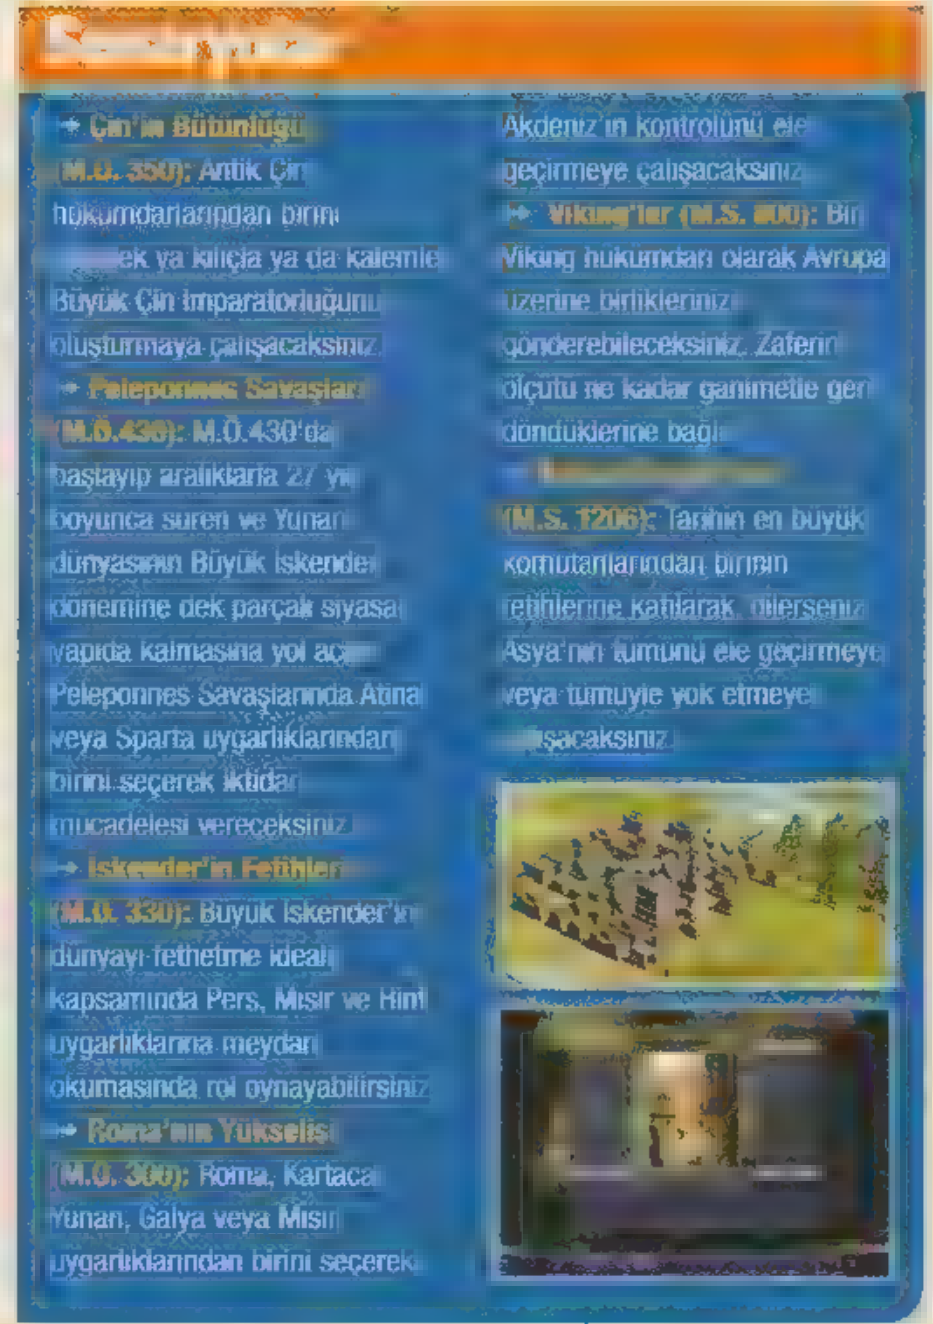 Senaryolar
→ Çin'in Bütünlüğü
(M.Ö. 350): Antik Çin
hükümdarlarından birini
ek ya kılıçla ya da kalemle
Büyük Çin İmparatorluğunu
oluşturmaya çalışacaksınız.
→ Peleponnes Savaşları
(M.Ö.430): M.Ö.430'da
başlayıp aralıklarla 27 yıl
boyunca süren ve Yunan
dünyasının Büyük İskender
dönemine dek parçalı siyasal
yapıda kalmasına yol açan
Peleponnes Savaşlarında Atina
veya Sparta uygarlıklarından
birini seçerek iktidar
mücadelesi vereceksiniz.
→ İskender'in Fetihleri
(M.Ö. 330): Büyük İskender'in
dünyayı fethetme ideali
kapsamında Pers, Mısır ve Hint
uygarlıklarına meydan
okumasında rol oynayabilirsiniz.
→ Roma'nın Yükselişi
(M.Ö. 300): Roma, Kartaca,
Yunan, Galya veya Mısır
uygarlıklarından birini seçerek
Akdeniz'in kontrolünü ele
geçirmeye çalışacaksınız.
→ Viking'ler (M.S. 800): Bir
Viking hükümdarı olarak Avrupa
üzerine birliklerinizi
gönderebileceksiniz. Zaferin
ölçütü ne kadar ganimetle geri
döndüklerine bağlı.
(M.S. 1206): Tarihin en büyük
komutanlarından birinin
fetihlerine katılarak, dilerseniz
Asya'nın tümünü ele geçirmeye
veya tümüyle yok etmeye
şacaksınız.